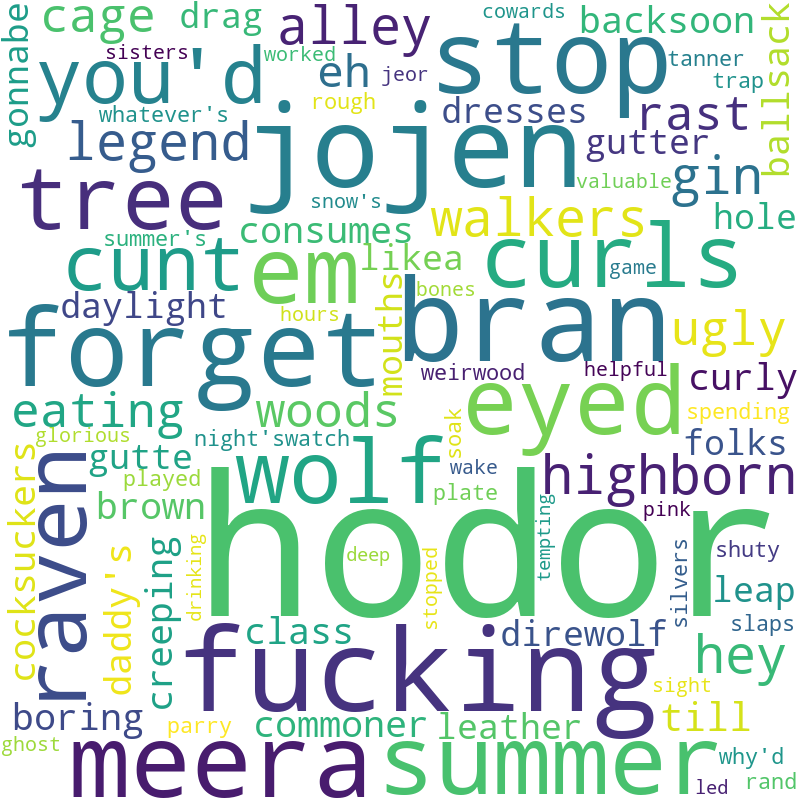 cage
drag
alley
cowards
backsoon
ballsack
gonnabe
sisters
worked
you'd
eh
jeor
stop
tanner
trap
whatever's
rough
dresses
rast
legend
jojen
gutter
gin
valuable
tree
snow's
walkers
hole
summer's
consumes
cunt
em
likea
curls
game
daylight
hours
mouths
bones
bran
forget
ugly
weirwood
helpful
curly
eating
woods
eyed
spending
glorious
night'swatch
soak
folks
gutte
wolf
wake
highborn
played
plate
raven
brown
hodor
tempting
pink
cocksuckers
daddy's
creeping
drinking
deep
stopped
silvers
shuty
leap
class
direwolf
slaps
fucking
hey
sight
boring
parry
commoner
leather
till
ghost
meera
summer
why'd
led
rand